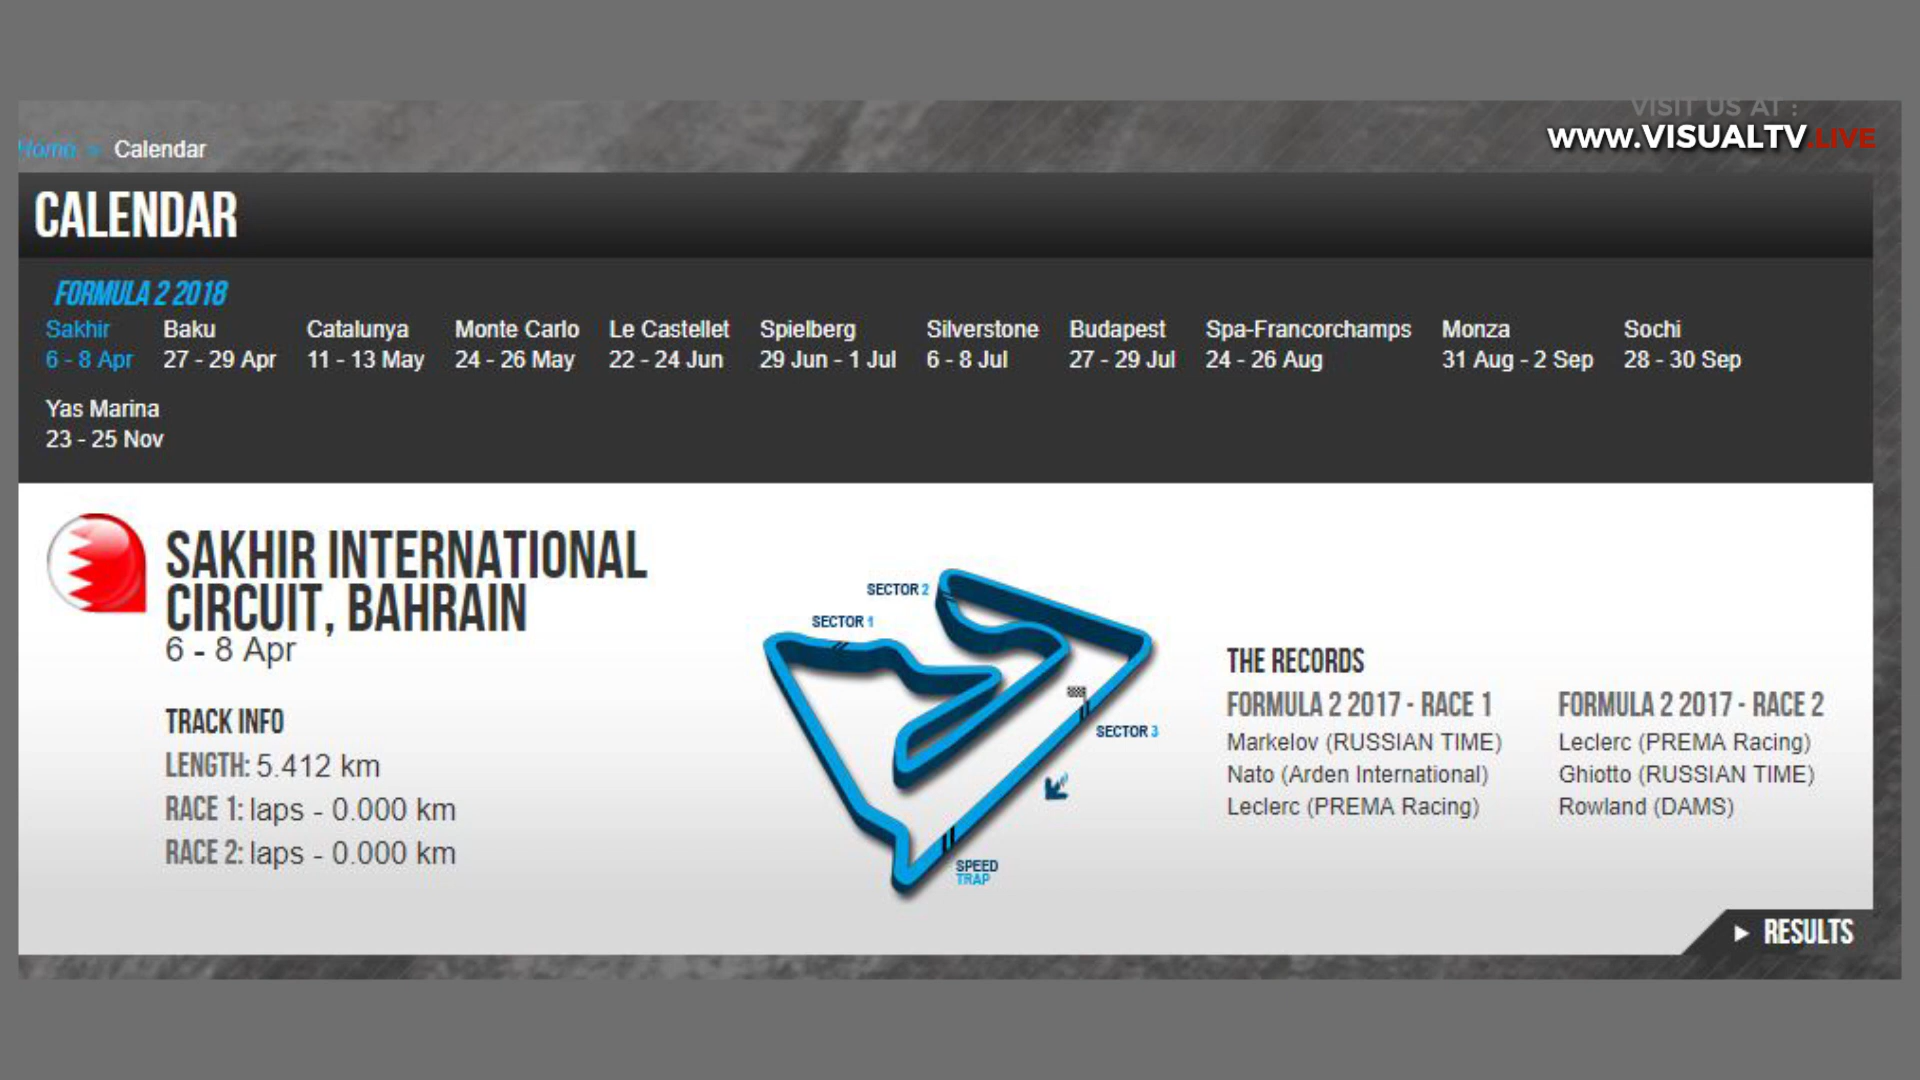 VISIT US AT :
WWW.VISUALTV.LIVE
Home » Calendar
CALENDAR
FORMULA 2 2018
Sakhir Baku Catalunya Monte Carlo Le Castellet Spielberg Silverstone Budapest Spa-Francorchamps Monza Sochi
6 - 8 Apr 27 - 29 Apr 11 - 13 May 24 - 26 May 22 - 24 Jun 29 Jun - 1 Jul 6 - 8 Jul 27 - 29 Jul 24 - 26 Aug 31 Aug - 2 Sep 28 - 30 Sep
Yas Marina
23 - 25 Nov
SAKHIR INTERNATIONAL
CIRCUIT, BAHRAIN
6 - 8 Apr
TRACK INFO
LENGTH: 5.412 km
RACE 1: laps - 0.000 km
RACE 2: laps - 0.000 km
SECTOR 2
SECTOR 1
SECTOR 3
SPEED
TRAP
THE RECORDS
FORMULA 2 2017 - RACE 1
Markelov (RUSSIAN TIME)
Nato (Arden International)
Leclerc (PREMA Racing)
FORMULA 2 2017 - RACE 2
Leclerc (PREMA Racing)
Ghiotto (RUSSIAN TIME)
Rowland (DAMS)
RESULTS